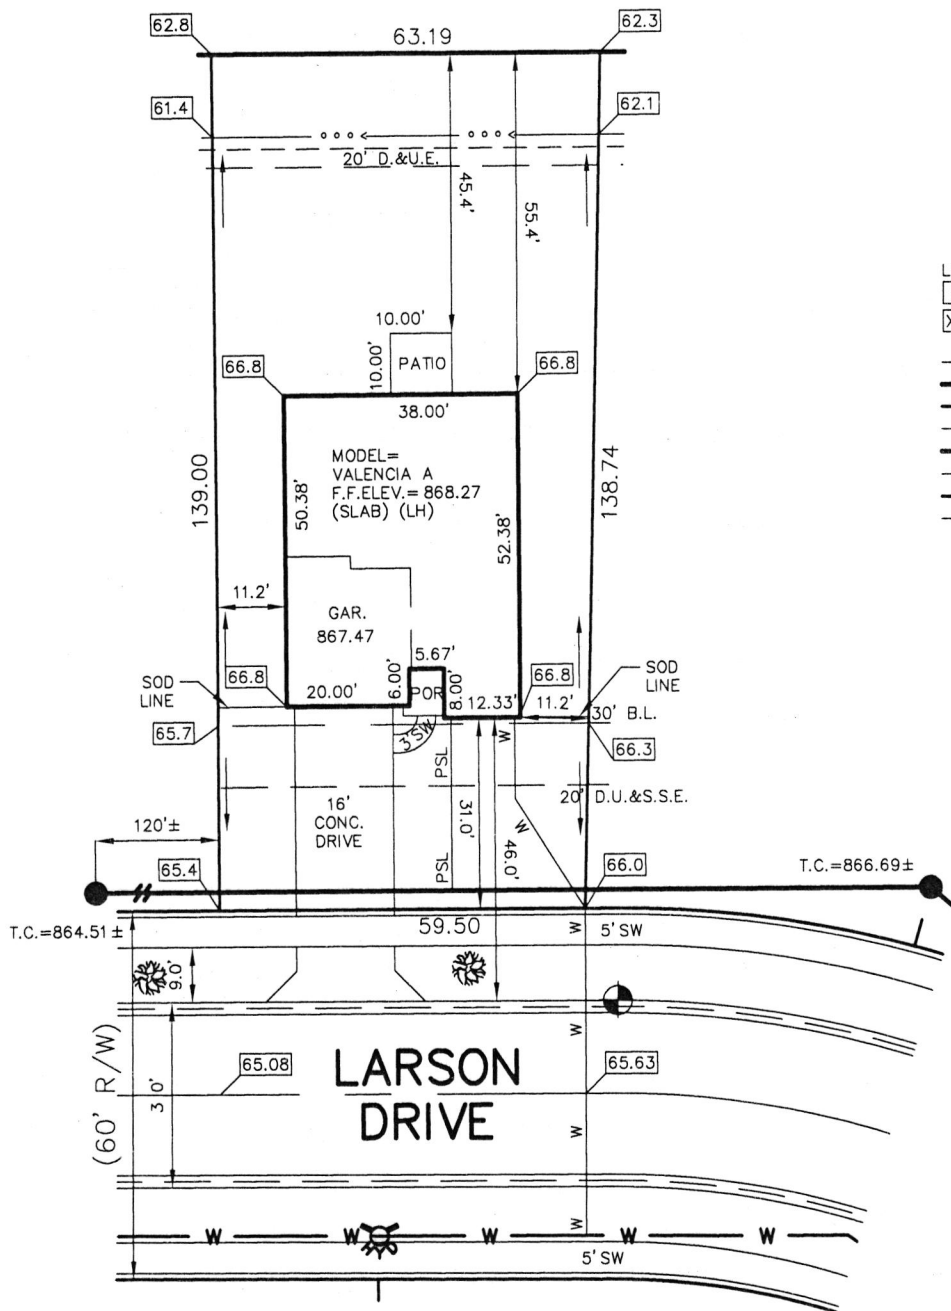 62.8
63.19
62.3
61.4
62.1
20' D.&U.E.
45.4'
55.4'
10.00'
10.00'
PATIO
66.8
66.8
38.00'
MODEL=
VALENCIA A
F.F.ELEV.= 868.27
(SLAB) (LH)
139.00
50.38'
52.38'
138.74
11.2'
GAR.
867.47
5.67'
SOD
LINE
66.8
20.00'
6.00'
POR
8.00'
12.33'
66.8
11.2'
SOD
LINE
30' B.L.
65.7
3'SW
PSL
W
66.3
16'
CONC.
DRIVE
31.0'
46.0'
W
20' D.U.&S.S.E.
120'±
65.4
PSL
66.0
T.C.=866.69±
T.C.=864.51±
59.50
W
5' SW
9.0'
(60' R/W)
65.08
LARSON
DRIVE
W
65.63
W
W
W
W
W
W
W
5' SW